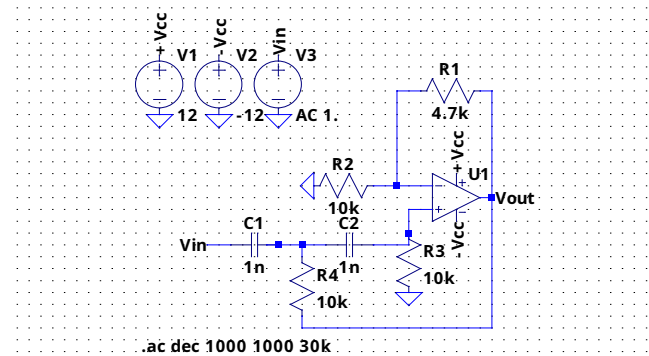 +Vcc
-Vcc
Vin
V1
V2
V3
12
-12
AC 1.
R1
4.7k
+Vcc
U1
R2
10k
Vout
C1
C2
-Vcc
Vin
R3
1n
R4
1n
10k
10k
.ac dec 1000 1000 30k